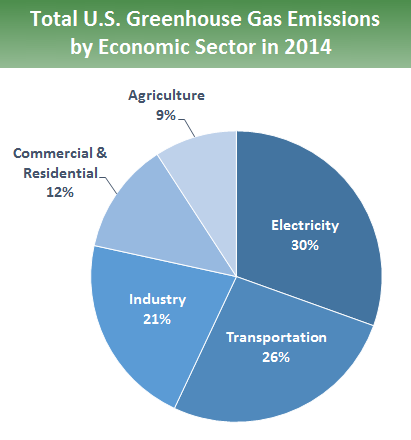 Total U.S. Greenhouse Gas Emissions
by Economic Sector in 2014
Agriculture
9%
Commercial &
Residential
12%
Electricity
30%
Industry
21%
Transportation
26%